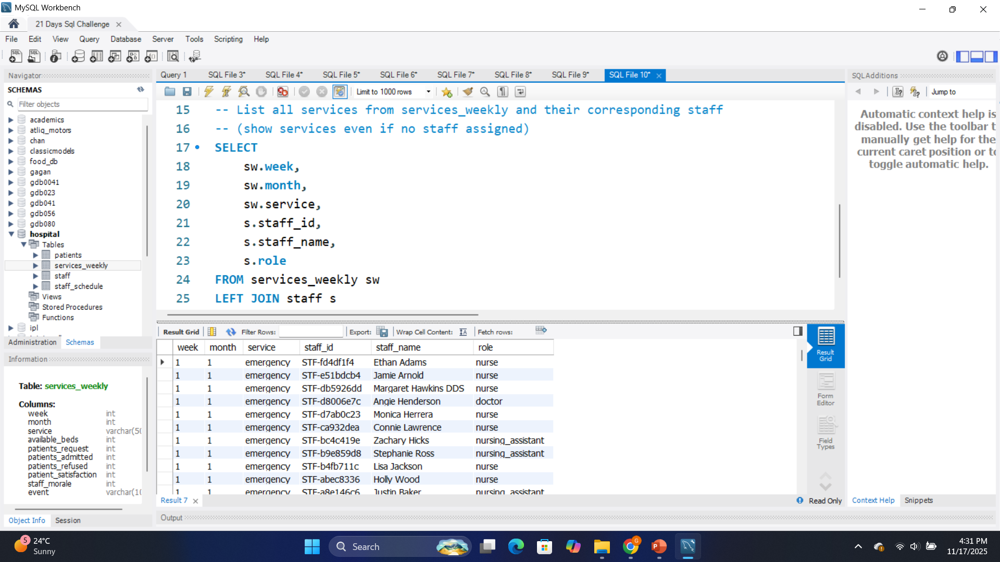 MySQL Workbench
21 Days Sql Challenge
File Edit View Query Database Server Tools Scripting Help
Navigator
SCHEMAS
Filter objects
academics
atliq_motors
chan
classicmodels
food_db
gagan
gdb0041
gdb023
gdb041
gdb056
gdb080
hospital
Tables
patients
services_weekly
staff
staff_schedule
Views
Stored Procedures
Functions
ipl
Administration Schemas
Information
Table: services_weekly
Columns:
week int
month int
service varchar(50
available_beds int
patients_request int
patients_admitted int
patients_refused int
patient_satisfaction int
staff_morale int
event varchar(10
Object Info Session
Query 1 SQL File 3* SQL File 4* SQL File 5* SQL File 6* SQL File 7* SQL File 8* SQL File 9* SQL File 10*
Limit to 1000 rows
15 -- List all services from services_weekly and their corresponding staff
16 -- (show services even if no staff assigned)
17 SELECT
18 sw.week,
19 sw.month,
20 sw.service,
21 s.staff_id,
22 s.staff_name,
23 s.role
24 FROM services_weekly sw
25 LEFT JOIN staff s
Result Grid Filter Rows: Export: Wrap Cell Content: Fetch rows:
week month service staff_id staff_name role
1 1 emergency STF-fd4df1f4 Ethan Adams nurse
1 1 emergency STF-e51bdcb4 Jamie Arnold nurse
1 1 emergency STF-db5926dd Margaret Hawkins DDS nurse
1 1 emergency STF-d8006e7c Angie Henderson doctor
1 1 emergency STF-d7ab0c23 Monica Herrera nurse
1 1 emergency STF-ca932dea Connie Lawrence nurse
1 1 emergency STF-bc4c419e Zachary Hicks nursing_assistant
1 1 emergency STF-b9e859d8 Stephanie Ross nursing_assistant
1 1 emergency STF-b4fb711c Lisa Jackson nurse
1 1 emergency STF-abec8336 Holly Wood nurse
1 1 emergency STF-a8e146c6 Justin Baker nursing_assistant
Result Grid
Form Editor
Field Types
Result 7
Read Only
Output
SQLAdditions
Jump to
Automatic context help is
disabled. Use the toolbar t
manually get help for the
current caret position or to
toggle automatic help.
Context Help Snippets
5
24°C
Sunny
Search
4:31 PM
11/17/2025